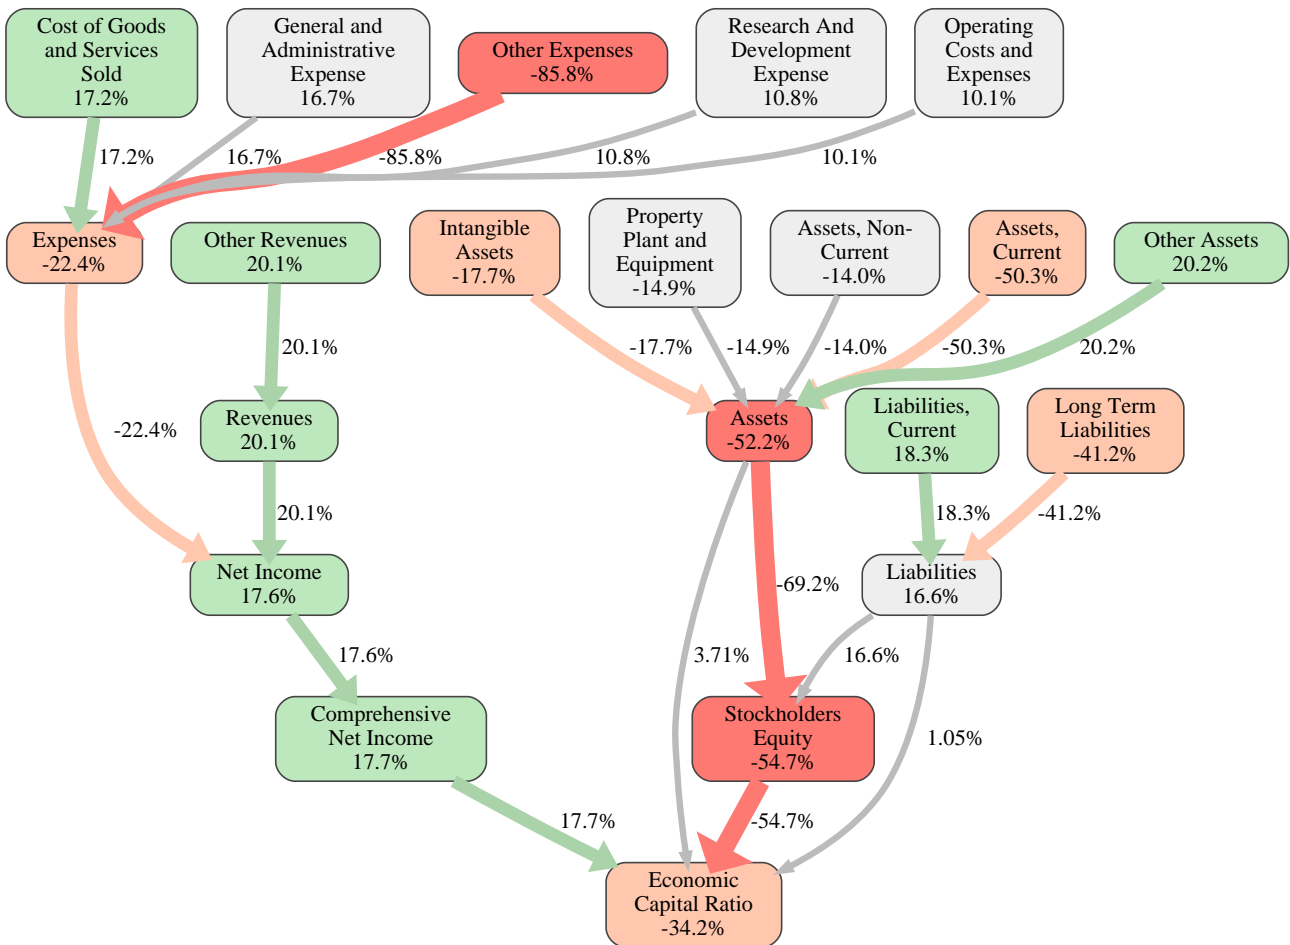 Cost of Goods
and Services
Sold
17.2%
General and
Administrative
Expense
16.7%
Other Expenses
-85.8%
Research And
Development
Expense
10.8%
Operating
Costs and
Expenses
10.1%
17.2%
16.7%
-85.8%
10.8%
10.1%
Expenses
-22.4%
Other Revenues
20.1%
Intangible
Assets
-17.7%
Property
Plant and
Equipment
-14.9%
Assets, Non-
Current
-14.0%
Assets,
Current
-50.3%
Other Assets
20.2%
20.1%
-17.7%
-14.9%
-14.0%
-50.3%
20.2%
-22.4%
Revenues
20.1%
Assets
-52.2%
Liabilities,
Current
18.3%
Long Term
Liabilities
-41.2%
20.1%
18.3%
-41.2%
Net Income
17.6%
-69.2%
Liabilities
16.6%
17.6%
3.71%
16.6%
1.05%
Comprehensive
Net Income
17.7%
Stockholders
Equity
-54.7%
17.7%
-54.7%
Economic
Capital Ratio
-34.2%